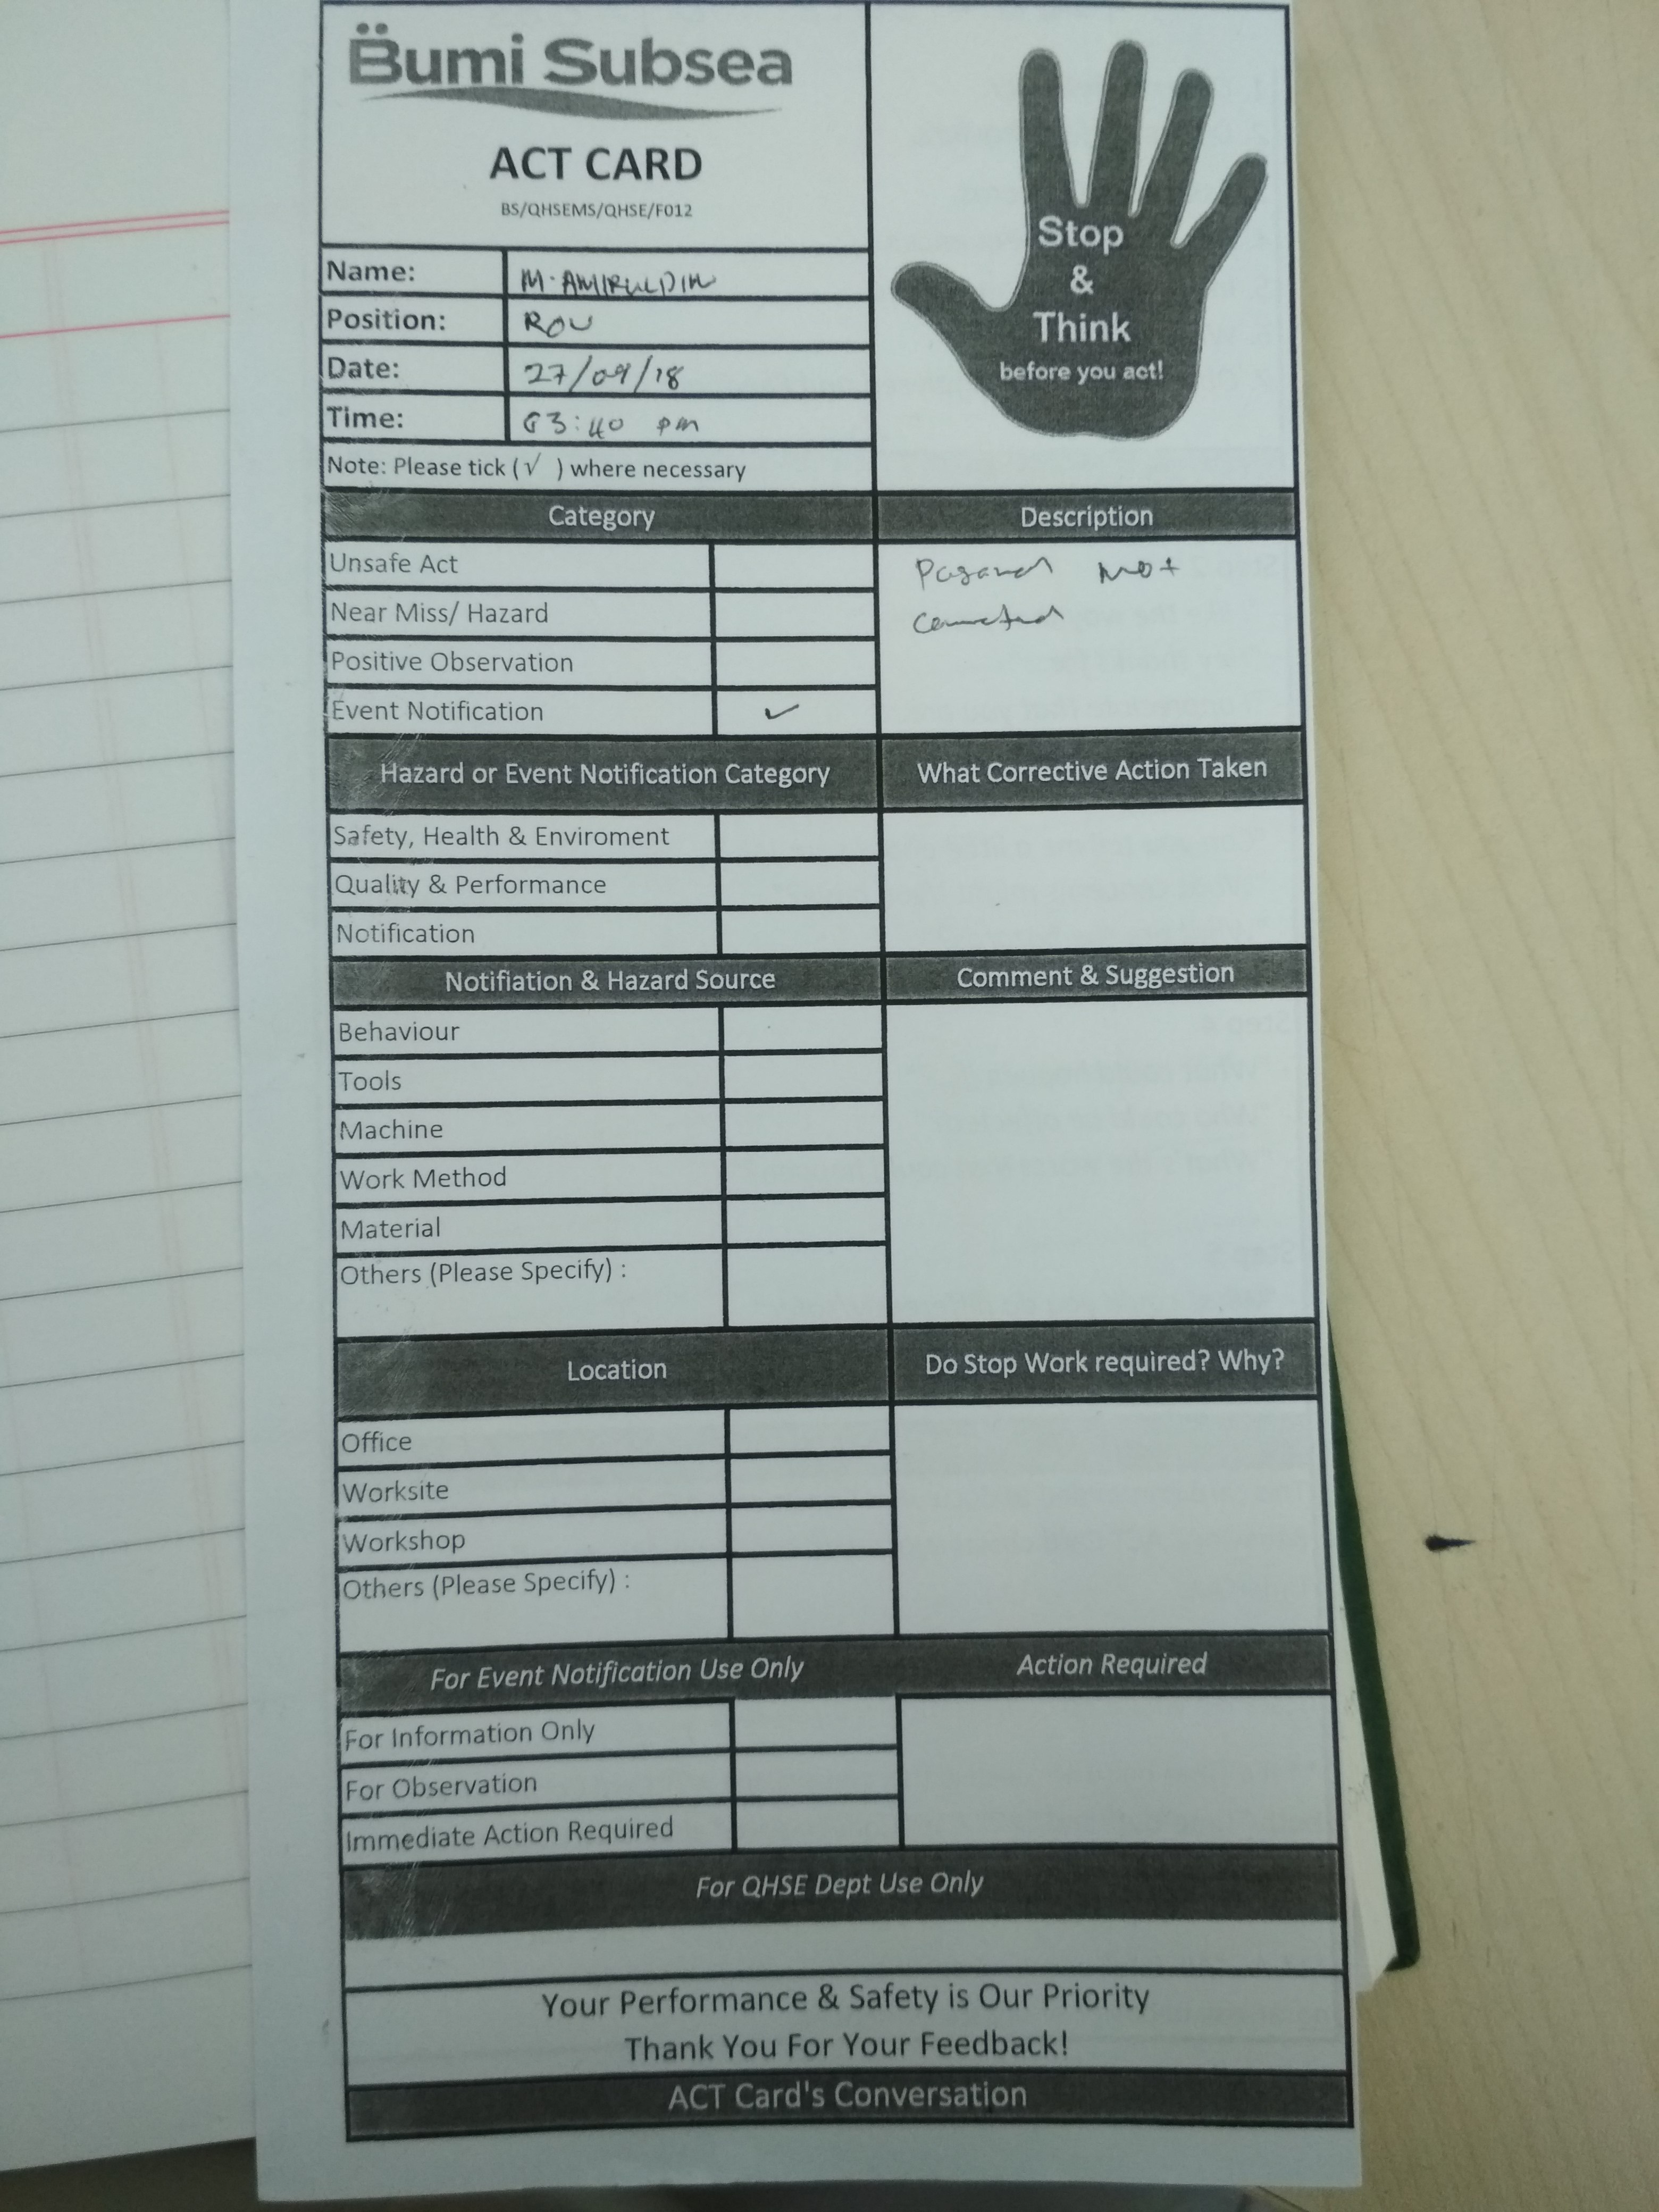 Bumi Subsea
ACT CARD
BS/QHSEMS/QHSE/F012
Stop
&
Think
before you act!
Name: M. AMIRULDIN
Position: ROV
Date: 27/09/18
Time: 03:40 pm
Note: Please tick (√ ) where necessary
Category Description
Unsafe Act
Near Miss/ Hazard
Positive Observation
Event Notification ✓
not
Hazard or Event Notification Category What Corrective Action Taken
Safety, Health & Enviroment
Quality & Performance
Notification
Notifiation & Hazard Source Comment & Suggestion
Behaviour
Tools
Machine
Work Method
Material
Others (Please Specify) :
Location Do Stop Work required? Why?
Office
Worksite
Workshop
Others (Please Specify) :
For Event Notification Use Only Action Required
For Information Only
For Observation
Immediate Action Required
For QHSE Dept Use Only
Your Performance & Safety is Our Priority
Thank You For Your Feedback!
ACT Card's Conversation